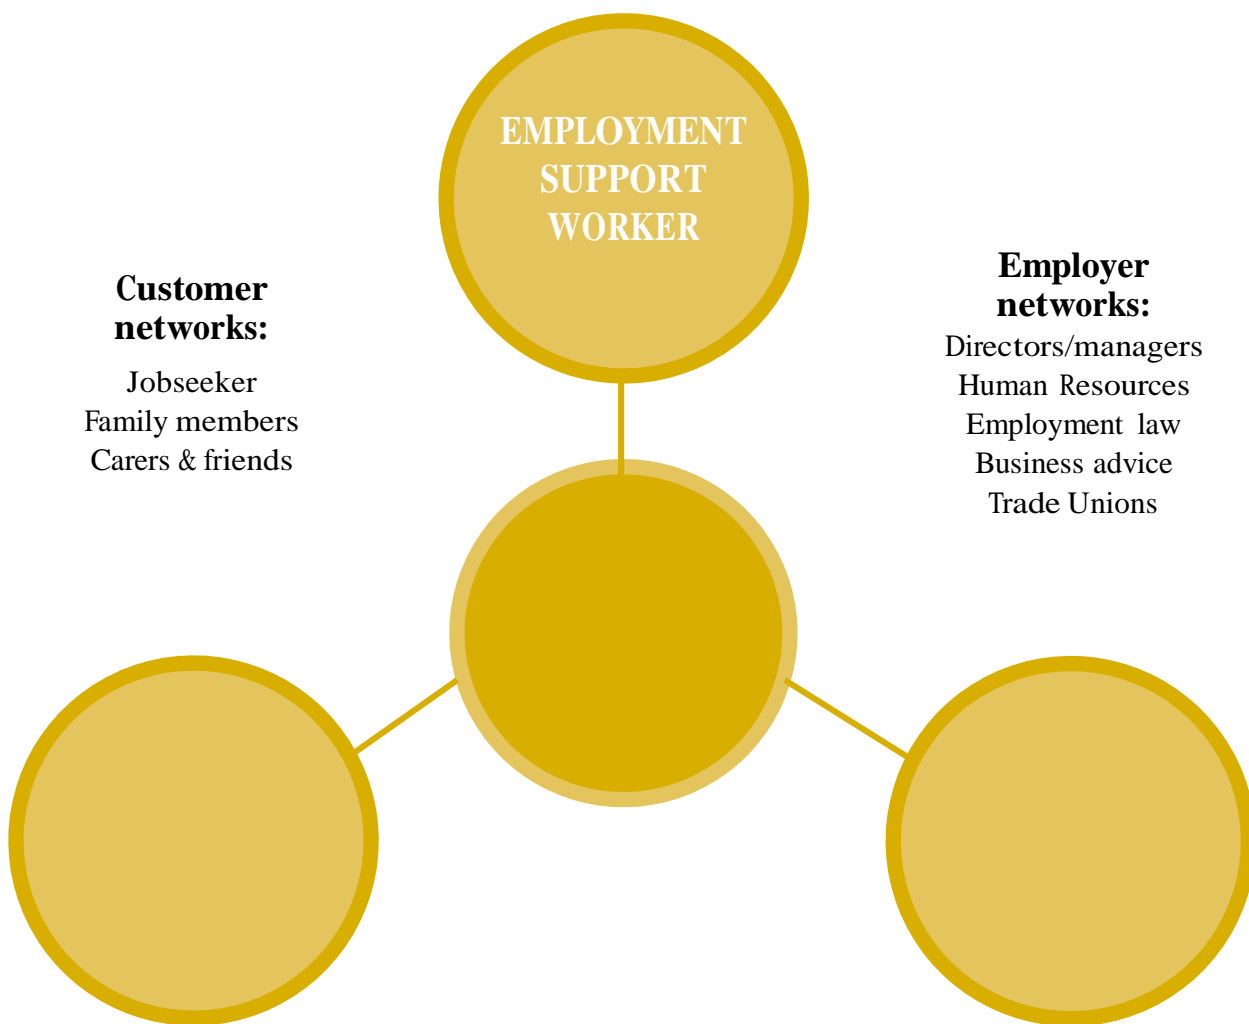 EMPLOYMENT
SUPPORT
WORKER
Customer
networks:
Jobseeker
Family members
Carers & friends
Employer
networks:
Directors/managers
Human Resources
Employment law
Business advice
Trade Unions